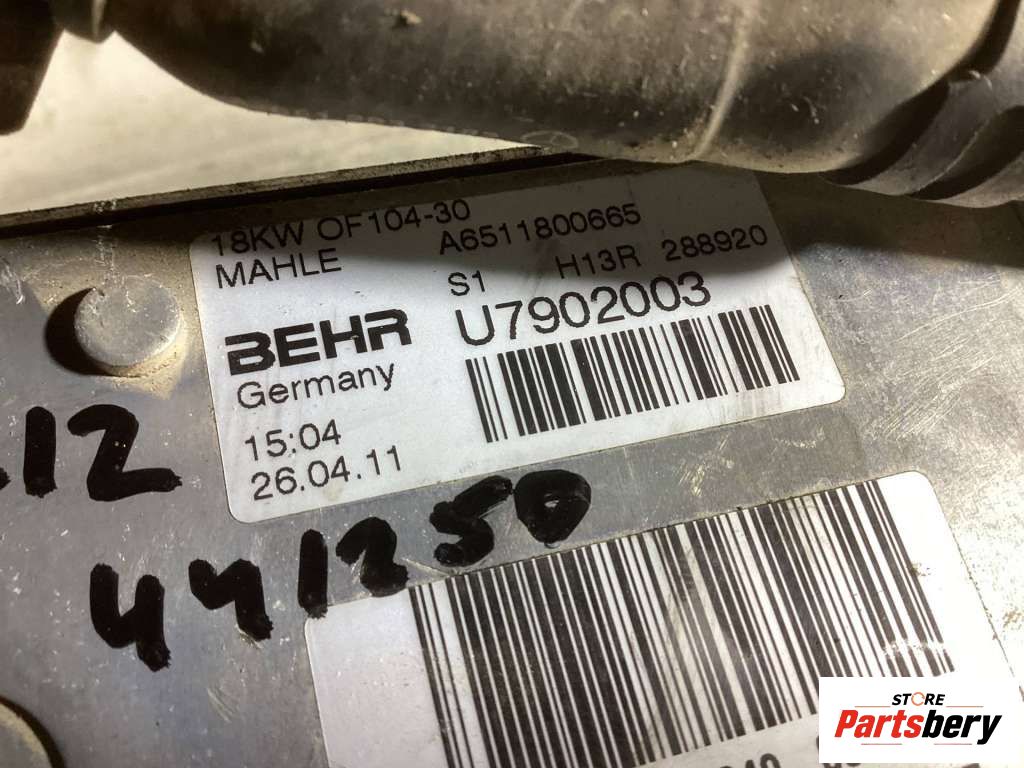 18KW OF104-30
MAHLE A6511800665
S1 H13R 288920
BEHR U7902003
Germany
15:04
26.04.11
12
441250
STORE
Partsbery